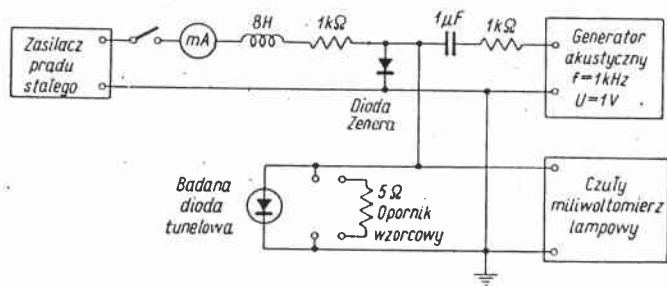 Zasilacz
prądu
stałego
mA
8H
1kΩ
1μF
1kΩ
Generator
akustyczny
f=1kHz
U=1V
Dioda
Zenera
Badana
dioda
tunelowa
5Ω
Opornik
wzorcowy
Czuły
miliwoltomierz
lampowy